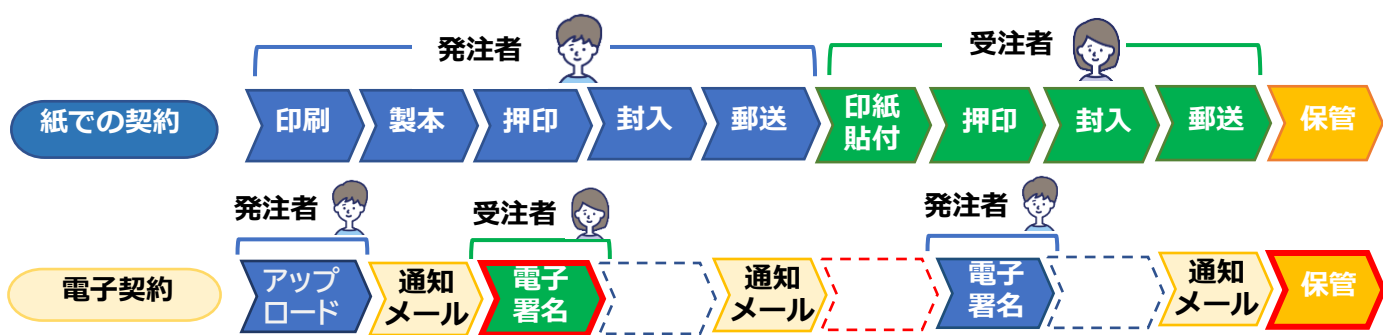 発注者
受注者
紙での契約
印刷
製本
押印
封入
郵送
印紙
貼付
押印
封入
郵送
保管
発注者
受注者
発注者
電子契約
アップ
ロード
通知
メール
電子
署名
通知
メール
電子
署名
通知
メール
保管